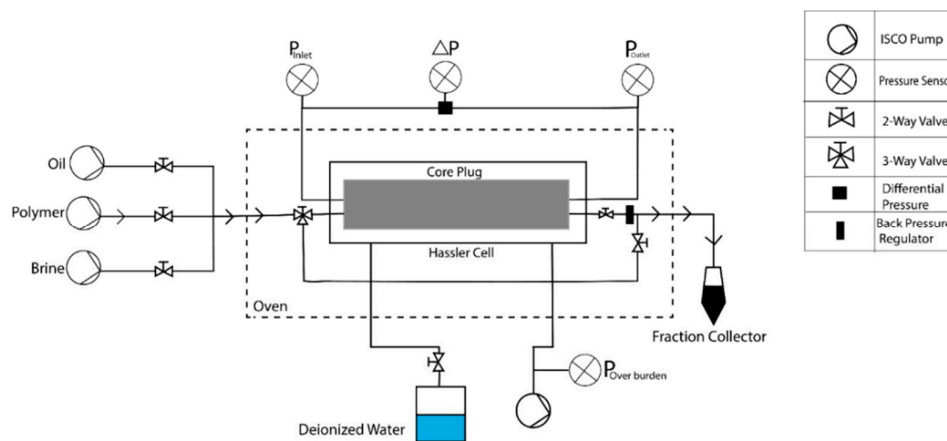 P Inlet
△P
P Outlet
ISCO Pump
Pressure Senso
2-Way Valve
3-Way Valve
Differential
Pressure
Back Pressure
Regulator
Oil
Polymer
Brine
Core Plug
Hassler Cell
Oven
Fraction Collector
P Over burden
Deionized Water